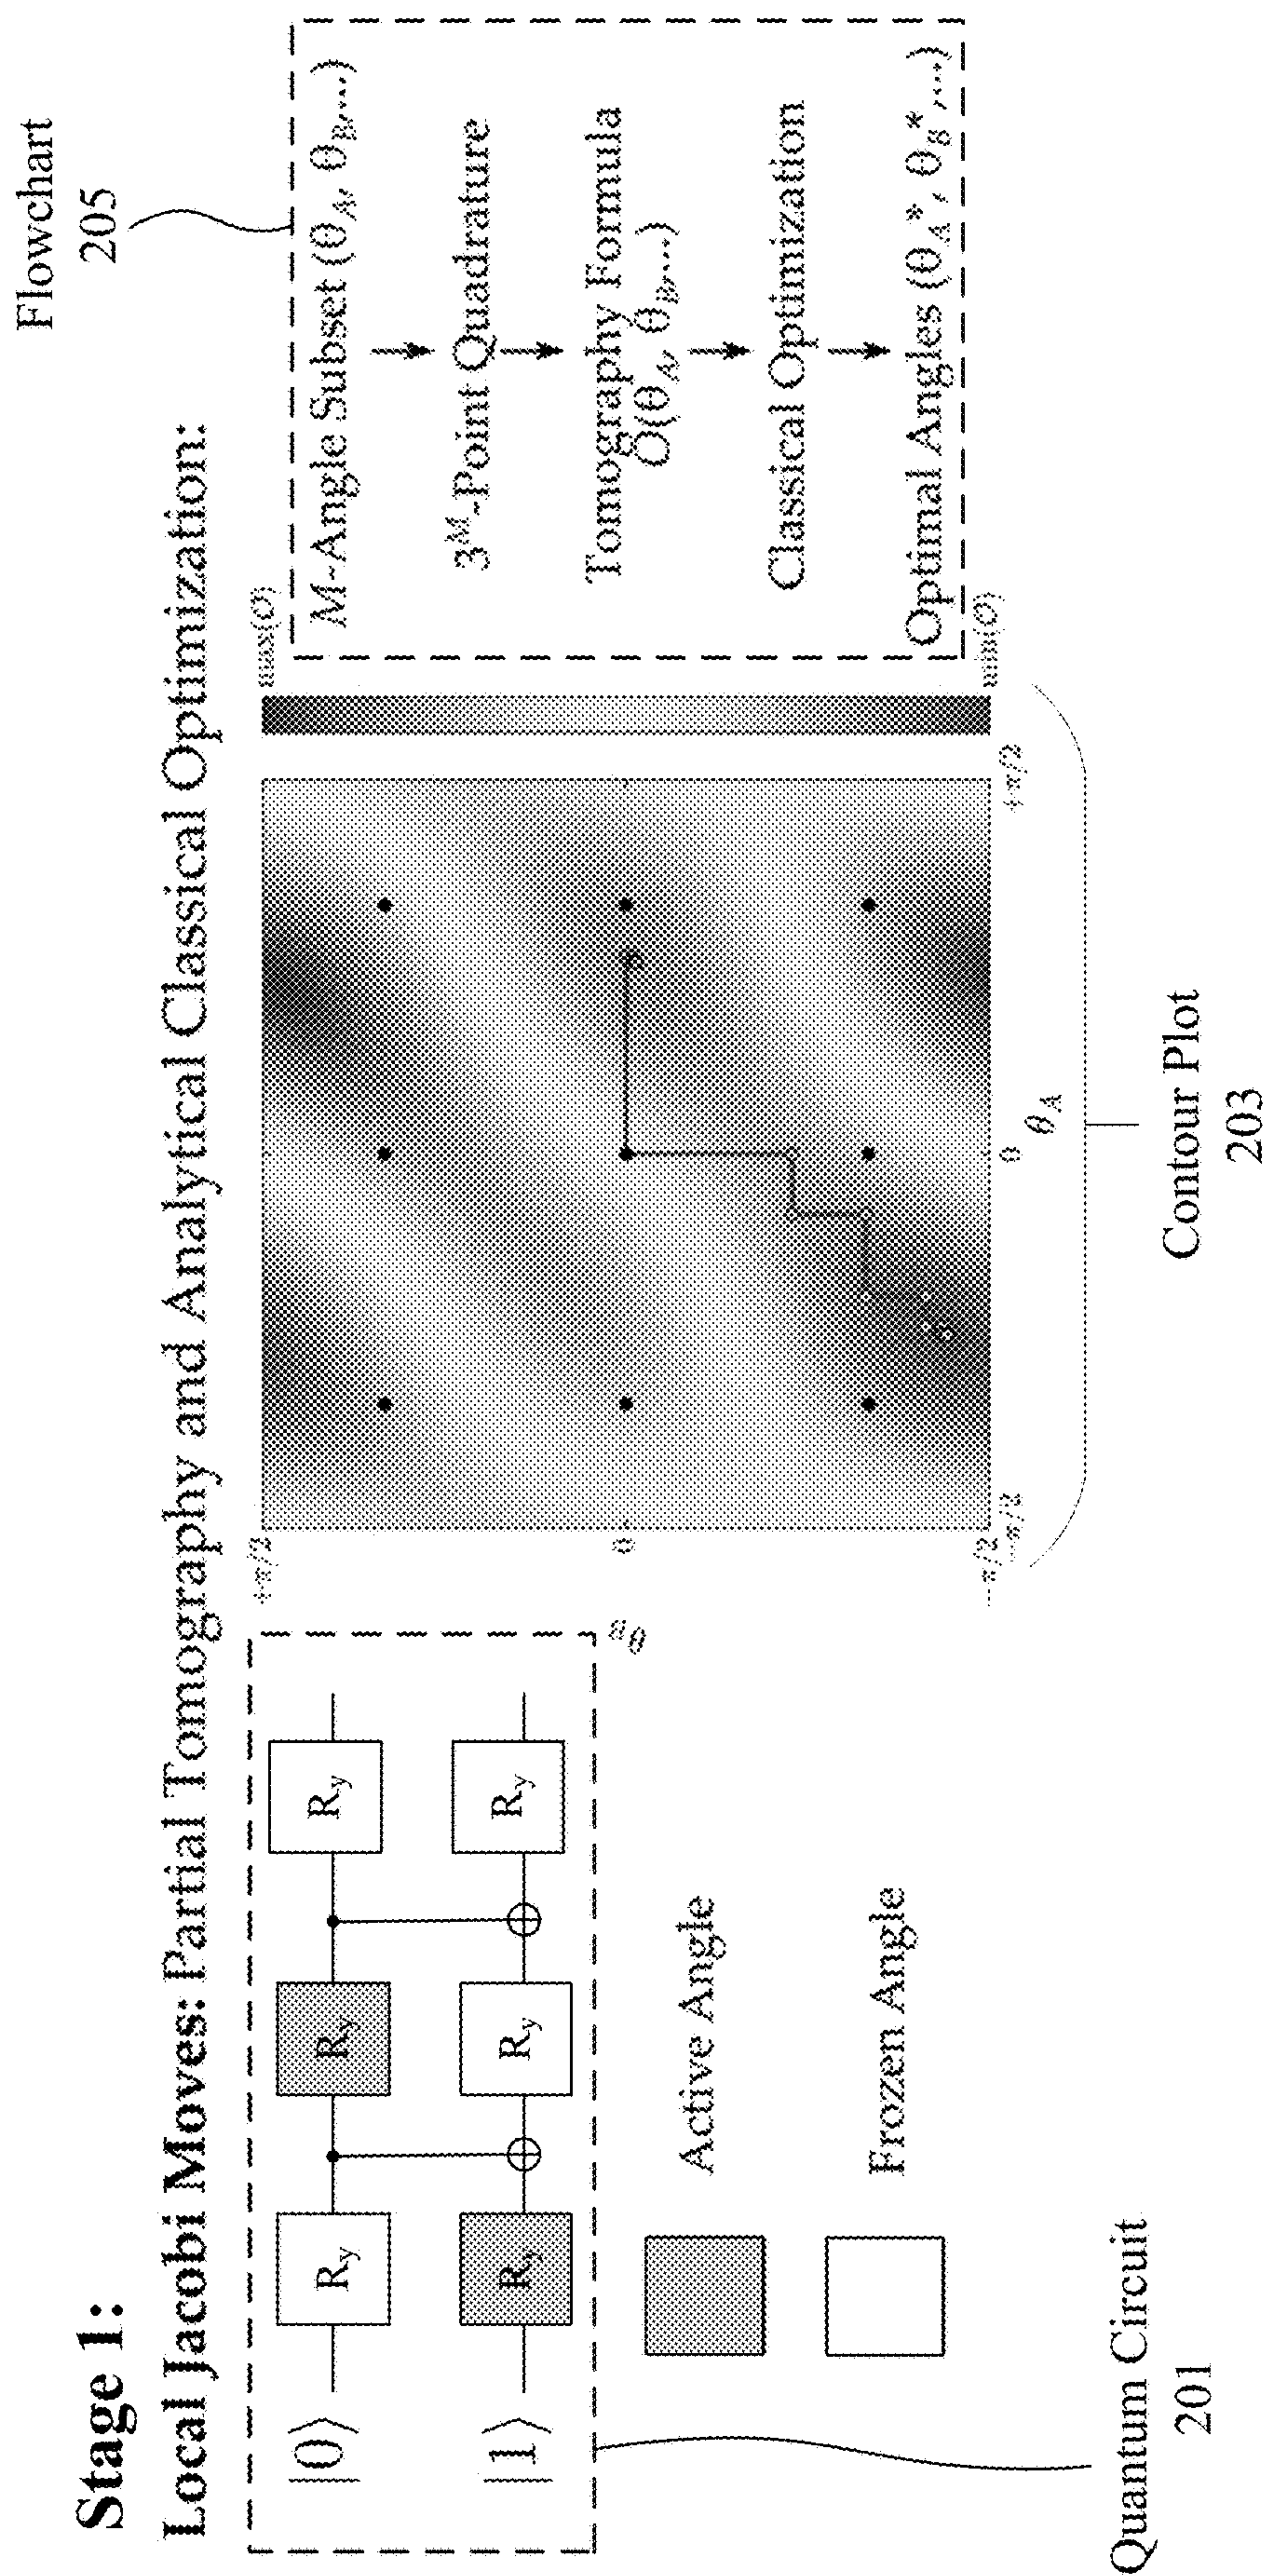 Stage 1:
Local Jacobi Moves: Partial Tomography and Analytical Classical Optimization:
|0⟩
R_y
R_y
R_y
|1⟩
R_y
R_y
R_y
Active Angle
Frozen Angle
Quantum Circuit
201
θ_B
+π/2
0
−π/2
−π/2
0
+π/2
θ_A
max(O)
min(O)
Contour Plot
203
Flowchart
205
M-Angle Subset (θ_A, θ_B,...)
3^M-Point Quadrature
Tomography Formula
O(θ_A, θ_B,...)
Classical Optimization
Optimal Angles (θ_A*, θ_B*,...)